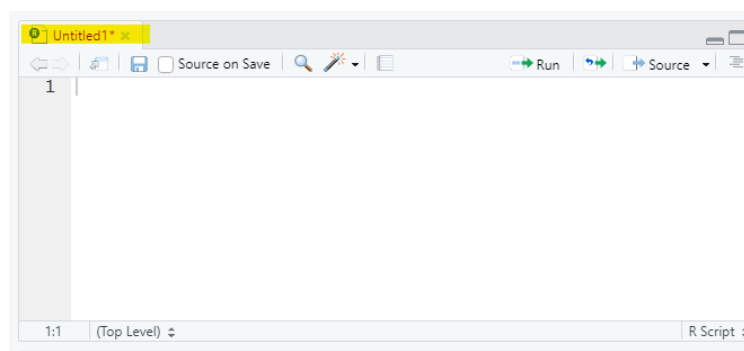 Untitled1*
Source on Save Run Source
1
1:1 (Top Level) R Script